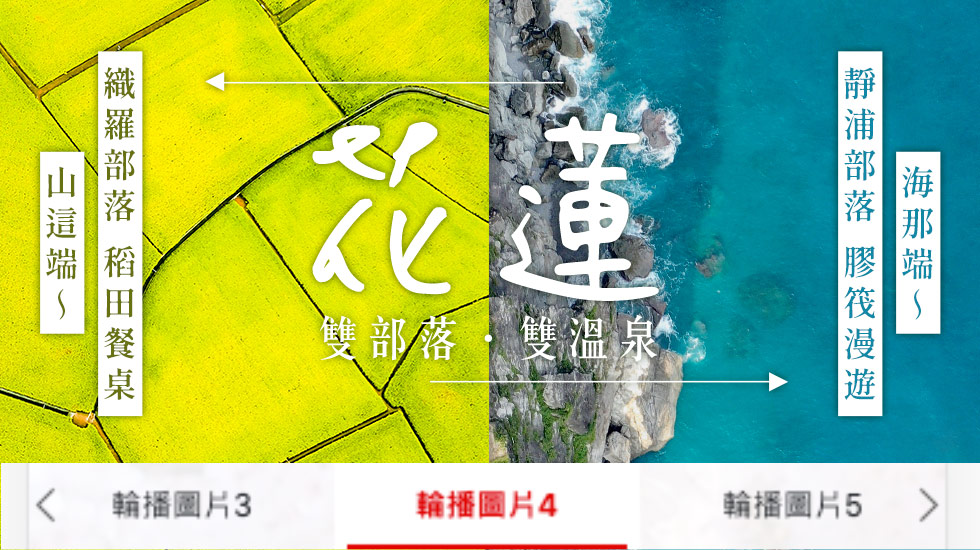 花蓮
雙部落・雙溫泉
山這端～
織羅部落 稻田餐桌
海那端～
靜浦部落 膠筏漫遊
輪播圖片3
輪播圖片4
輪播圖片5